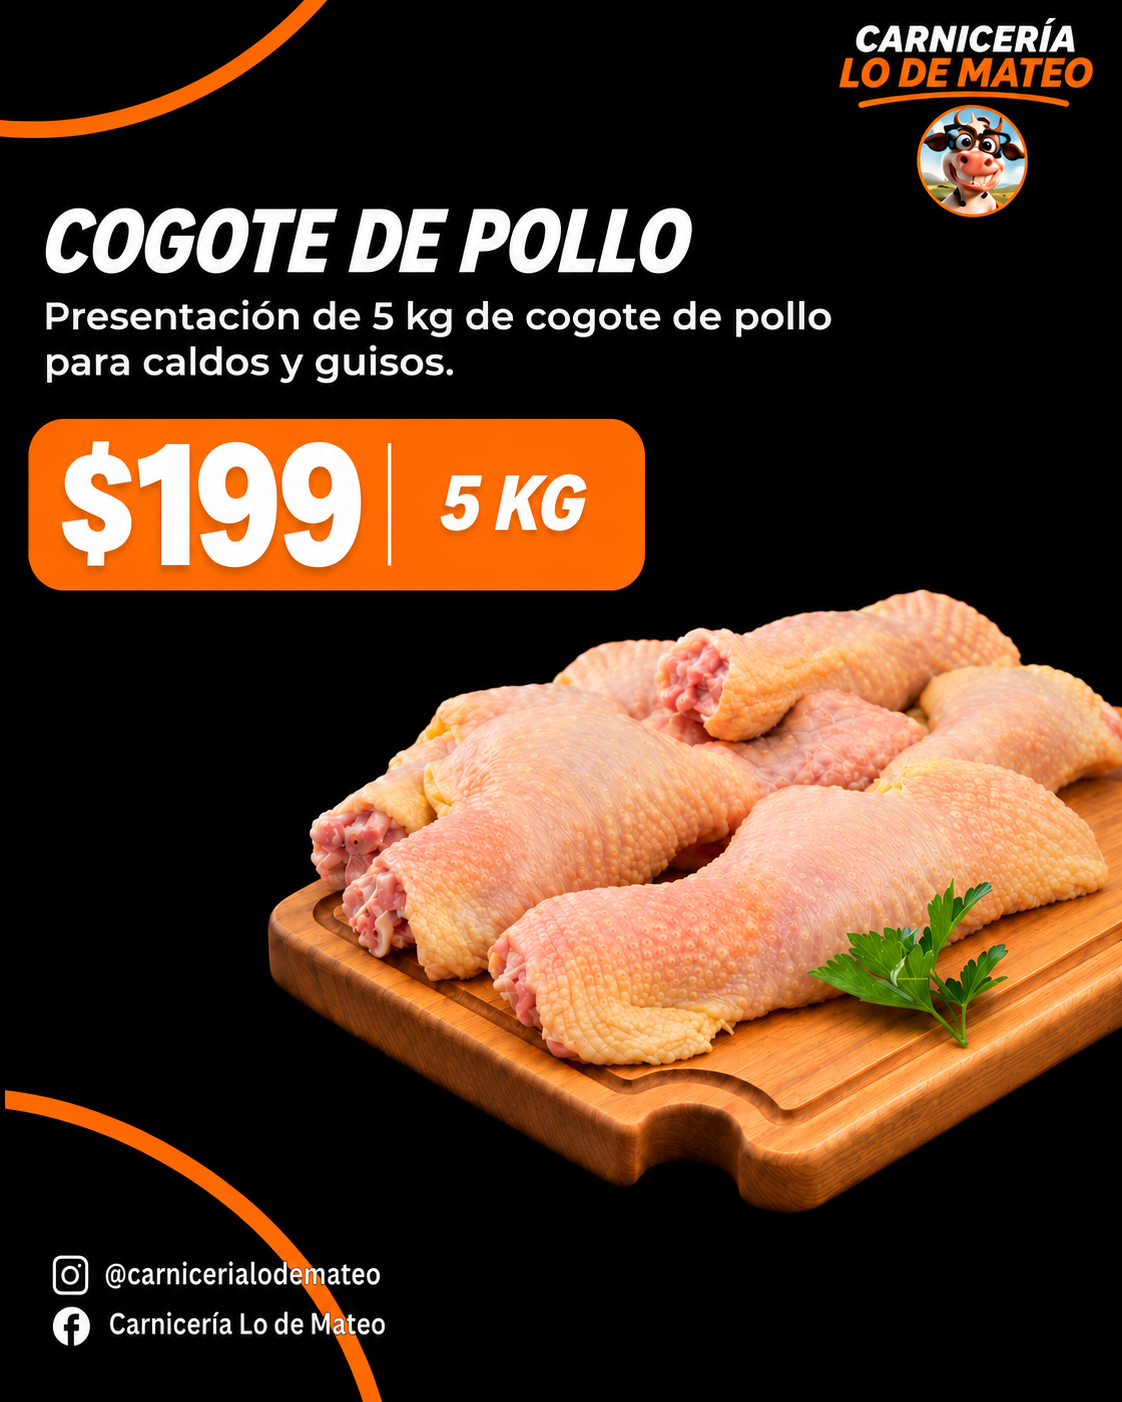 CARNICERÍA
LO DE MATEO
COGOTE DE POLLO
Presentación de 5 kg de cogote de pollo
para caldos y guisos.
$199
5 KG
@carnicerialodemateo
Carnicería Lo de Mateo